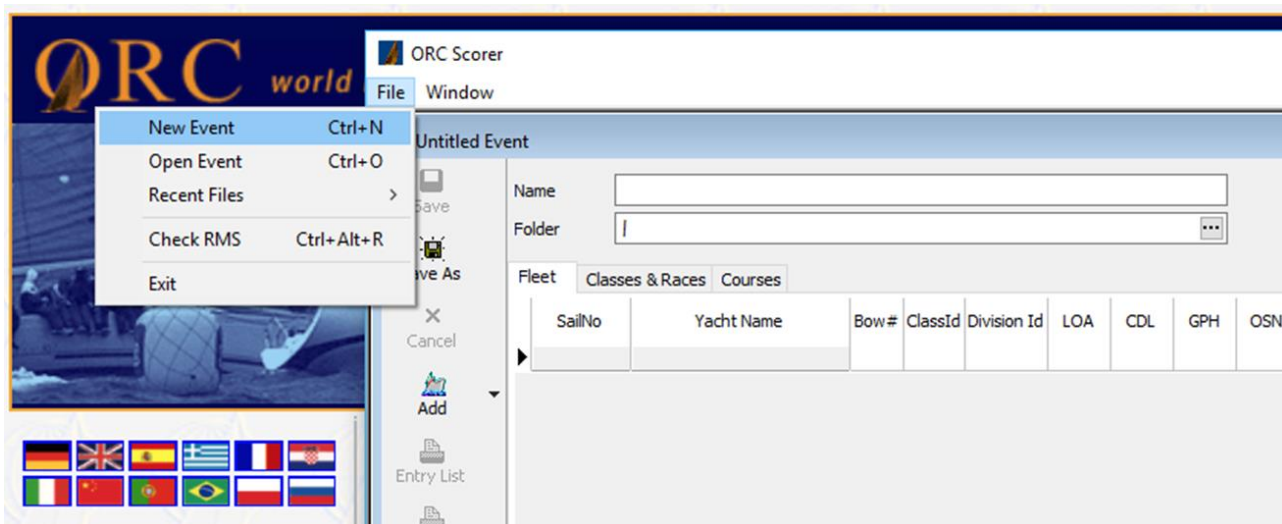 ORC world
ORC Scorer
File Window
New Event Ctrl+N
Open Event Ctrl+O
Recent Files >
Check RMS Ctrl+Alt+R
Exit
Untitled Event
Save
Name
Folder /
Save As
Fleet Classes & Races Courses
SailNo Yacht Name Bow# ClassId Division Id LOA CDL GPH OSN
Cancel
Add
Entry List